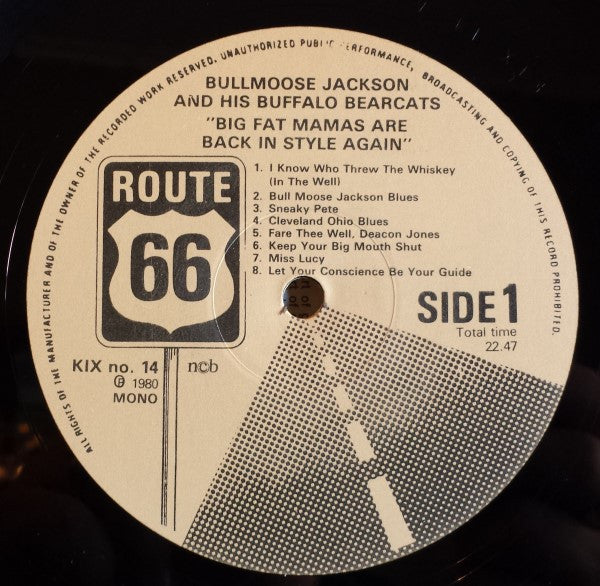 ALL RIGHTS OF THE MANUFACTURER AND OF THE OWNER OF THE RECORDED WORK RESERVED. UNAUTHORIZED PUBLIC PERFORMANCE, BROADCASTING AND COPYING OF THIS RECORD PROHIBITED.
BULLMOOSE JACKSON
AND HIS BUFFALO BEARCATS
"BIG FAT MAMAS ARE
BACK IN STYLE AGAIN"
ROUTE
66
1. I Know Who Threw The Whiskey
(In The Well)
2. Bull Moose Jackson Blues
3. Sneaky Pete
4. Cleveland Ohio Blues
5. Fare Thee Well, Deacon Jones
6. Keep Your Big Mouth Shut
7. Miss Lucy
8. Let Your Conscience Be Your Guide
SIDE 1
Total time
22.47
KIX no. 14
ncb
℗ 1980
MONO